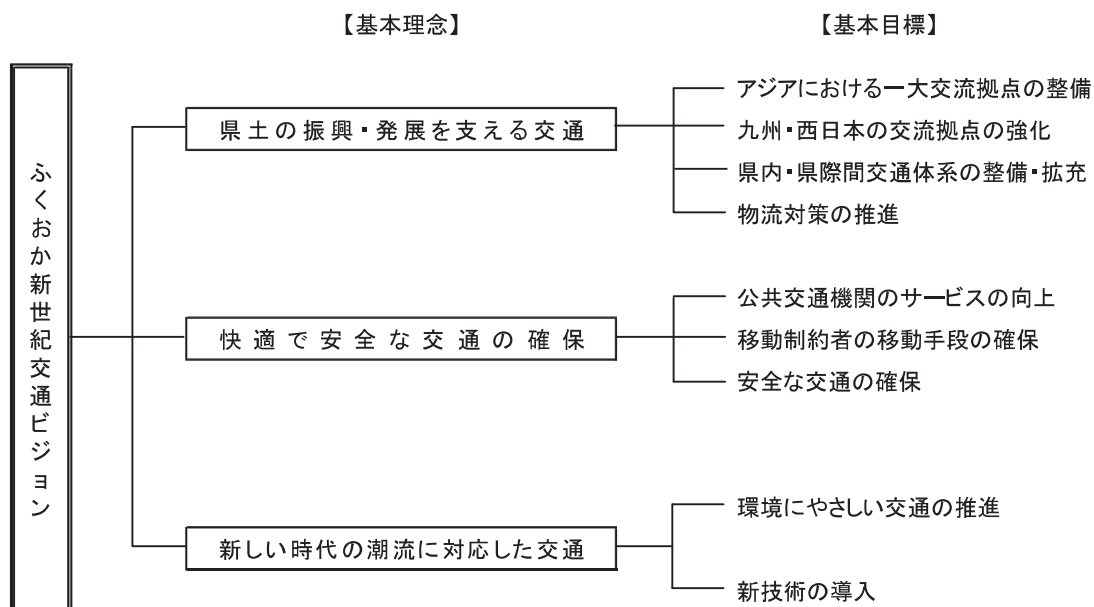 【基本理念】
【基本目標】
ふくおか新世紀交通ビジョン
県土の振興・発展を支える交通
アジアにおける一大交流拠点の整備
九州・西日本の交流拠点の強化
県内・県際間交通体系の整備・拡充
物流対策の推進
快適で安全な交通の確保
公共交通機関のサービスの向上
移動制約者の移動手段の確保
安全な交通の確保
新しい時代の潮流に対応した交通
環境にやさしい交通の推進
新技術の導入